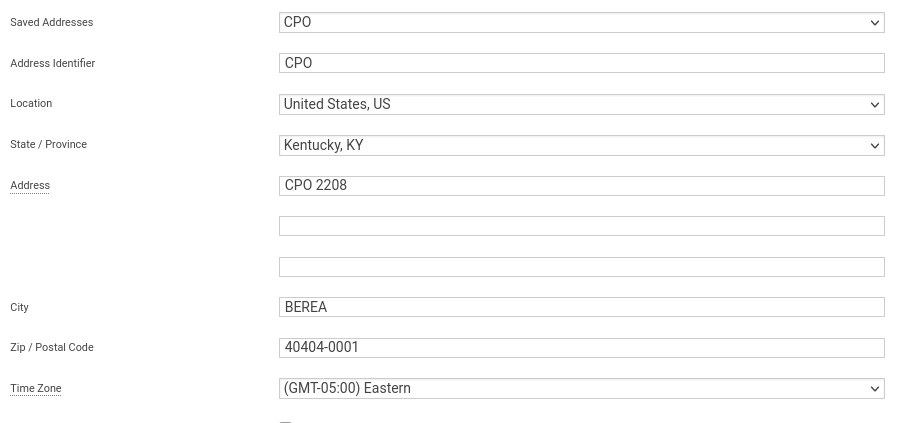 Saved Addresses CPO
Address Identifier CPO
Location United States, US
State / Province Kentucky, KY
Address CPO 2208
City BEREA
Zip / Postal Code 40404-0001
Time Zone (GMT-05:00) Eastern